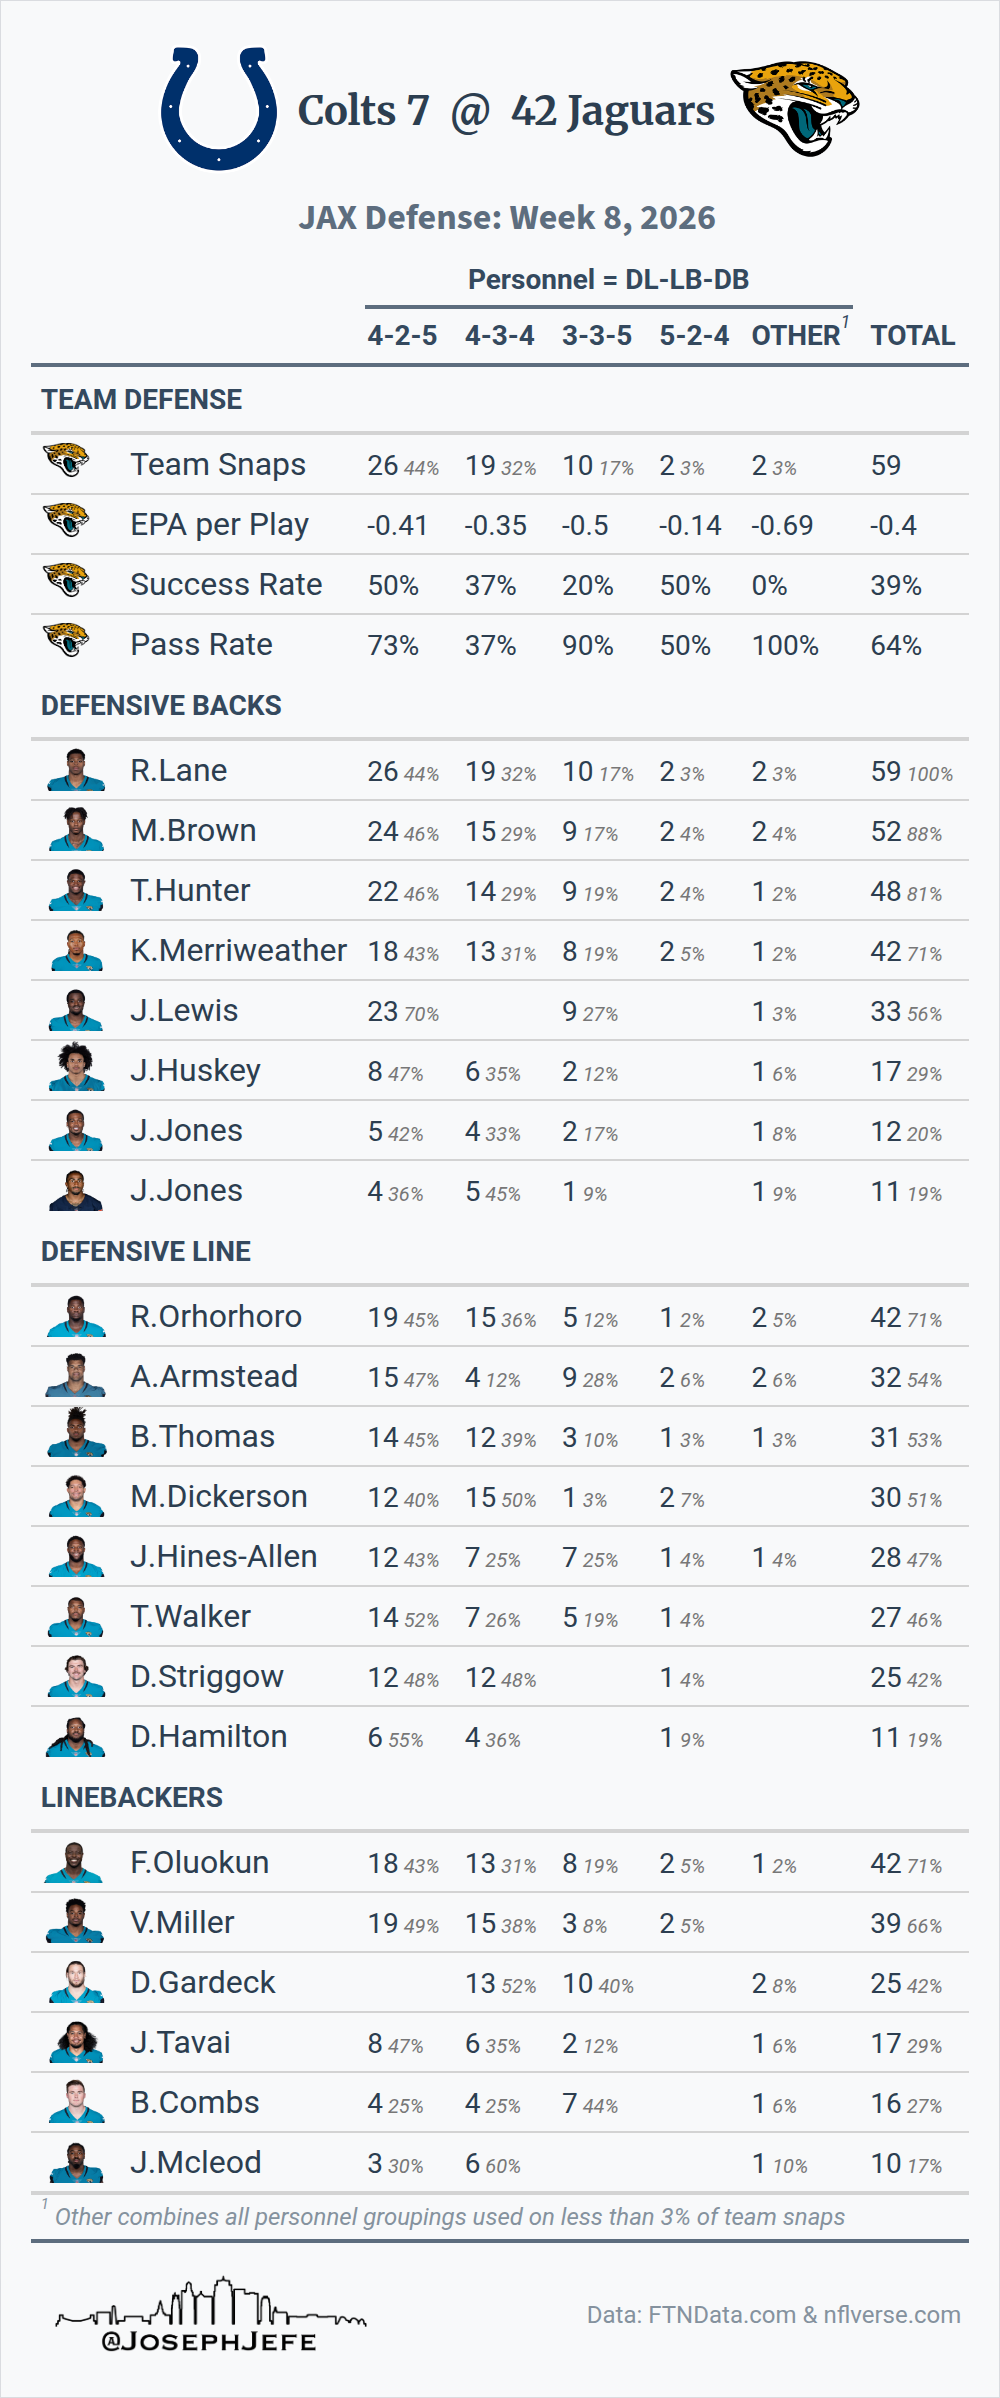 Colts 7 @ 42 Jaguars
JAX Defense: Week 8, 2026
Personnel = DL-LB-DB
4-2-5 4-3-4 3-3-5 5-2-4 OTHER1 TOTAL
TEAM DEFENSE
Team Snaps 26 44% 19 32% 10 17% 2 3% 2 3% 59
EPA per Play -0.41 -0.35 -0.5 -0.14 -0.69 -0.4
Success Rate 50% 37% 20% 50% 0% 39%
Pass Rate 73% 37% 90% 50% 100% 64%
DEFENSIVE BACKS
R.Lane 26 44% 19 32% 10 17% 2 3% 2 3% 59 100%
M.Brown 24 46% 15 29% 9 17% 2 4% 2 4% 52 88%
T.Hunter 22 46% 14 29% 9 19% 2 4% 1 2% 48 81%
K.Merriweather 18 43% 13 31% 8 19% 2 5% 1 2% 42 71%
J.Lewis 23 70% 9 27% 1 3% 33 56%
J.Huskey 8 47% 6 35% 2 12% 1 6% 17 29%
J.Jones 5 42% 4 33% 2 17% 1 8% 12 20%
J.Jones 4 36% 5 45% 1 9% 1 9% 11 19%
DEFENSIVE LINE
R.Orhorhoro 19 45% 15 36% 5 12% 1 2% 2 5% 42 71%
A.Armstead 15 47% 4 12% 9 28% 2 6% 2 6% 32 54%
B.Thomas 14 45% 12 39% 3 10% 1 3% 1 3% 31 53%
M.Dickerson 12 40% 15 50% 1 3% 2 7% 30 51%
J.Hines-Allen 12 43% 7 25% 7 25% 1 4% 1 4% 28 47%
T.Walker 14 52% 7 26% 5 19% 1 4% 27 46%
D.Striggow 12 48% 12 48% 1 4% 25 42%
D.Hamilton 6 55% 4 36% 1 9% 11 19%
LINEBACKERS
F.Oluokun 18 43% 13 31% 8 19% 2 5% 1 2% 42 71%
V.Miller 19 49% 15 38% 3 8% 2 5% 39 66%
D.Gardeck 13 52% 10 40% 2 8% 25 42%
J.Tavai 8 47% 6 35% 2 12% 1 6% 17 29%
B.Combs 4 25% 4 25% 7 44% 1 6% 16 27%
J.Mcleod 3 30% 6 60% 1 10% 10 17%
1 Other combines all personnel groupings used on less than 3% of team snaps
@JOSEPHJEFE
Data: FTNData.com & nflverse.com